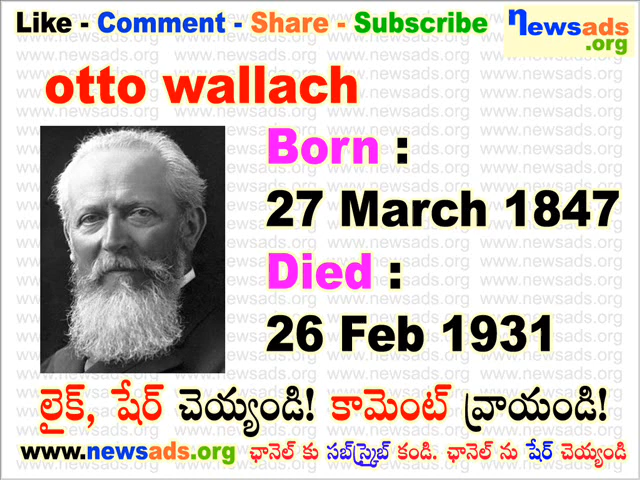 Like - Comment - Share - Subscribe
newsads
.org
otto wallach
Born :
27 March 1847
Died :
26 Feb 1931
లైక్, షేర్ చెయ్యండి! కామెంట్ వ్రాయండి!
www.newsads.org ఛానెల్ కు సబ్‌స్క్రైబ్ కండి. ఛానెల్ ను షేర్ చెయ్యండి